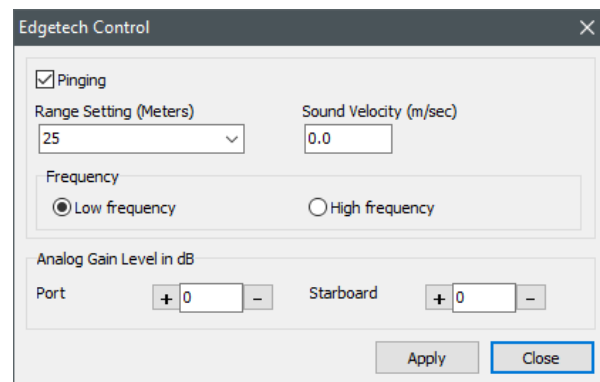 Edgetech Control
Pinging
Range Setting (Meters) Sound Velocity (m/sec)
25 0.0
Frequency
Low frequency High frequency
Analog Gain Level in dB
Port + 0 - Starboard + 0 -
Apply Close